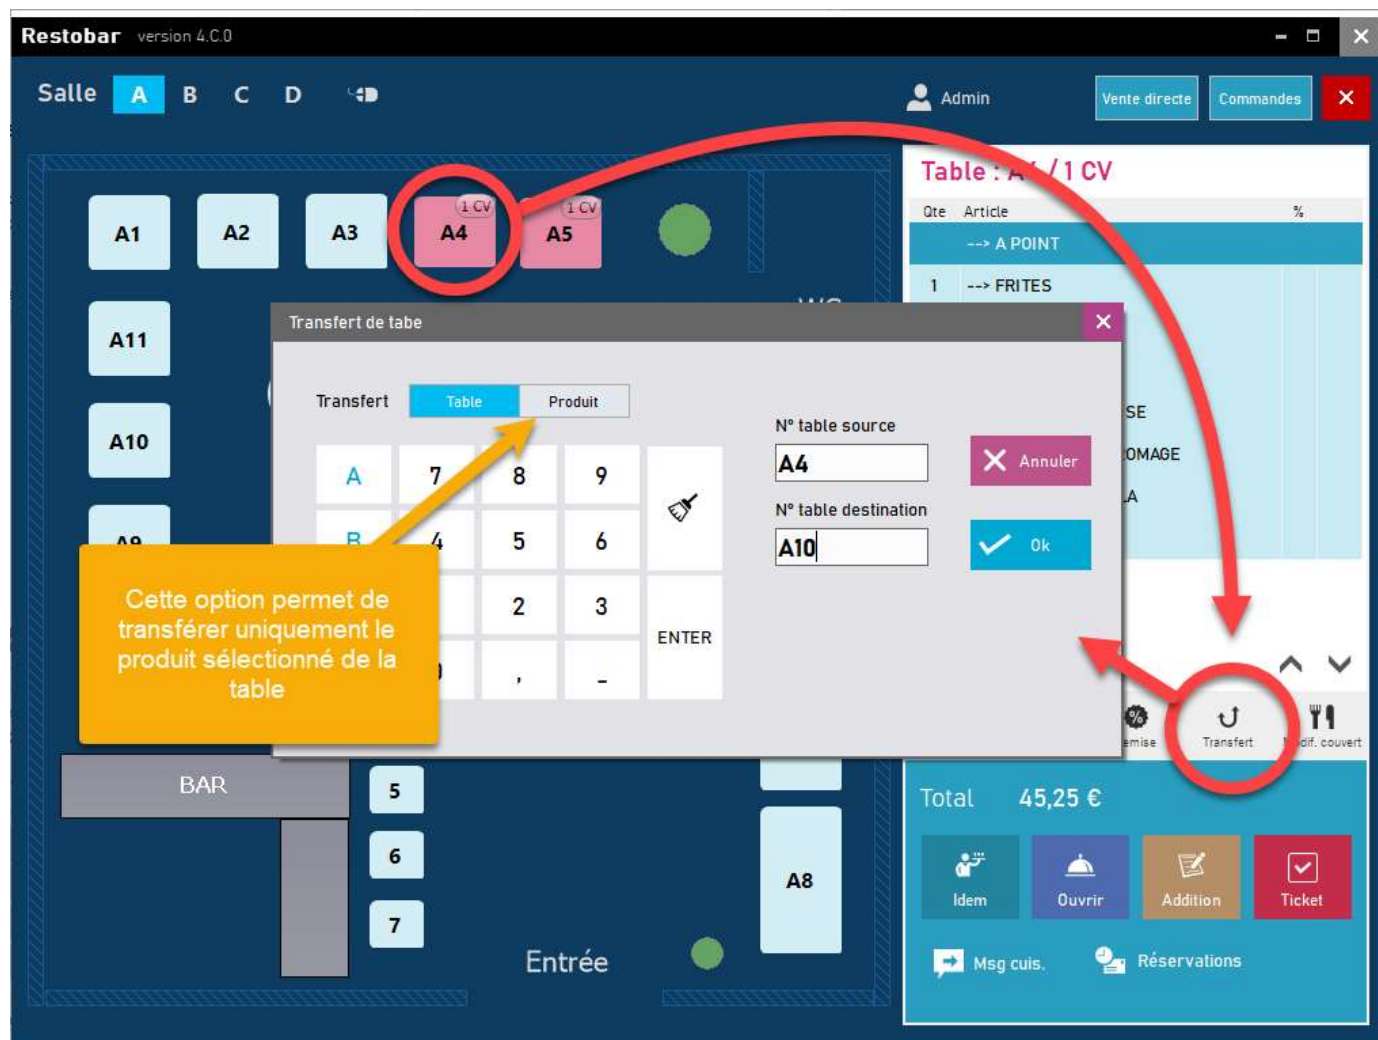 Restobar version 4.C.0
Salle A B C D
Admin
Vente directe
Commandes
Table : A4 / 1 CV
Qte Article %
--> A POINT
1 --> FRITES
SE
OMAGE
A
A1
A2
A3
1 CV
A4
1 CV
A5
A11
A10
A9
Transfert de tabe
Transfert Table Produit
A 7 8 9
B 4 5 6
2 3
ENTER
, -
N° table source
A4
Annuler
N° table destination
A10
Ok
Cette option permet de
transférer uniquement le
produit sélectionné de la
table
emise
Transfert
dif. couvert
BAR
5
6
7
A8
Entrée
Total 45,25 €
Idem
Ouvrir
Addition
Ticket
Msg cuis.
Réservations